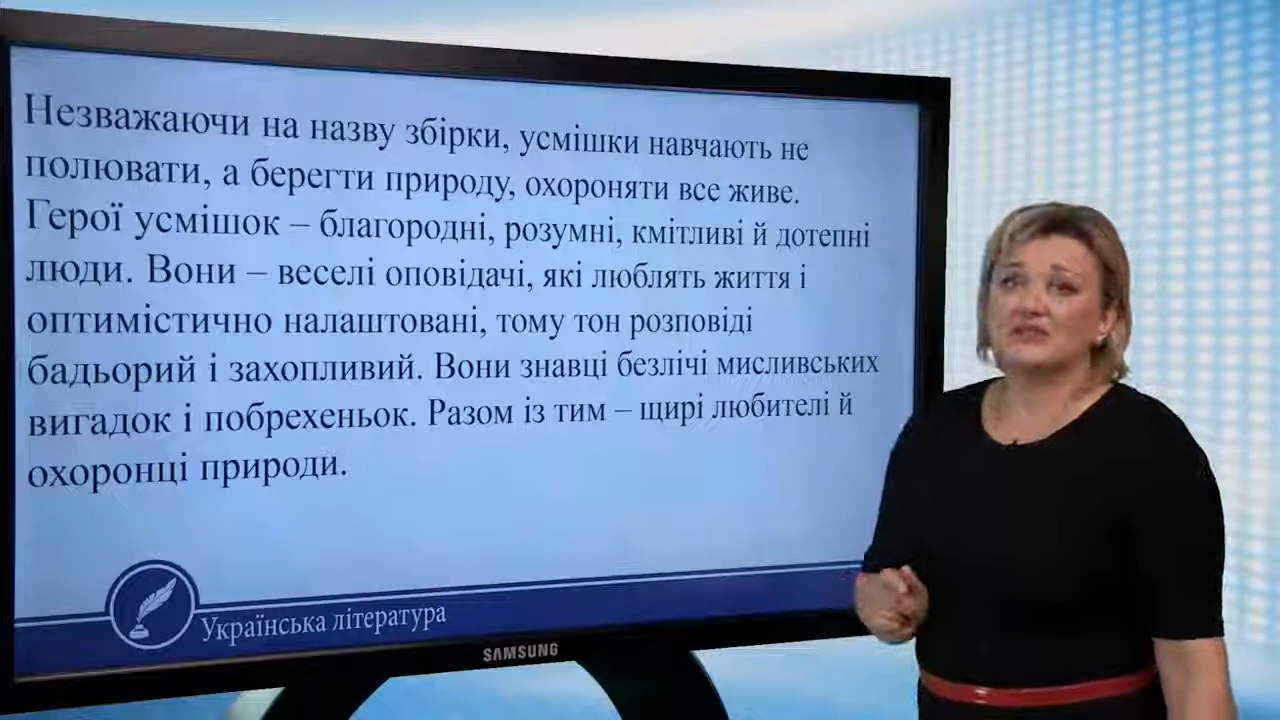 Незважаючи на назву збірки, усмішки навчають не
полювати, а берегти природу, охороняти все живе.
Герої усмішок – благородні, розумні, кмітливі й дотепні
люди. Вони – веселі оповідачі, які люблять життя і
оптимістично налаштовані, тому тон розповіді
бадьорий і захопливий. Вони знавці безлічі мисливських
вигадок і побрехеньок. Разом із тим – щирі любителі й
охоронці природи.
Українська література
SAMSUNG